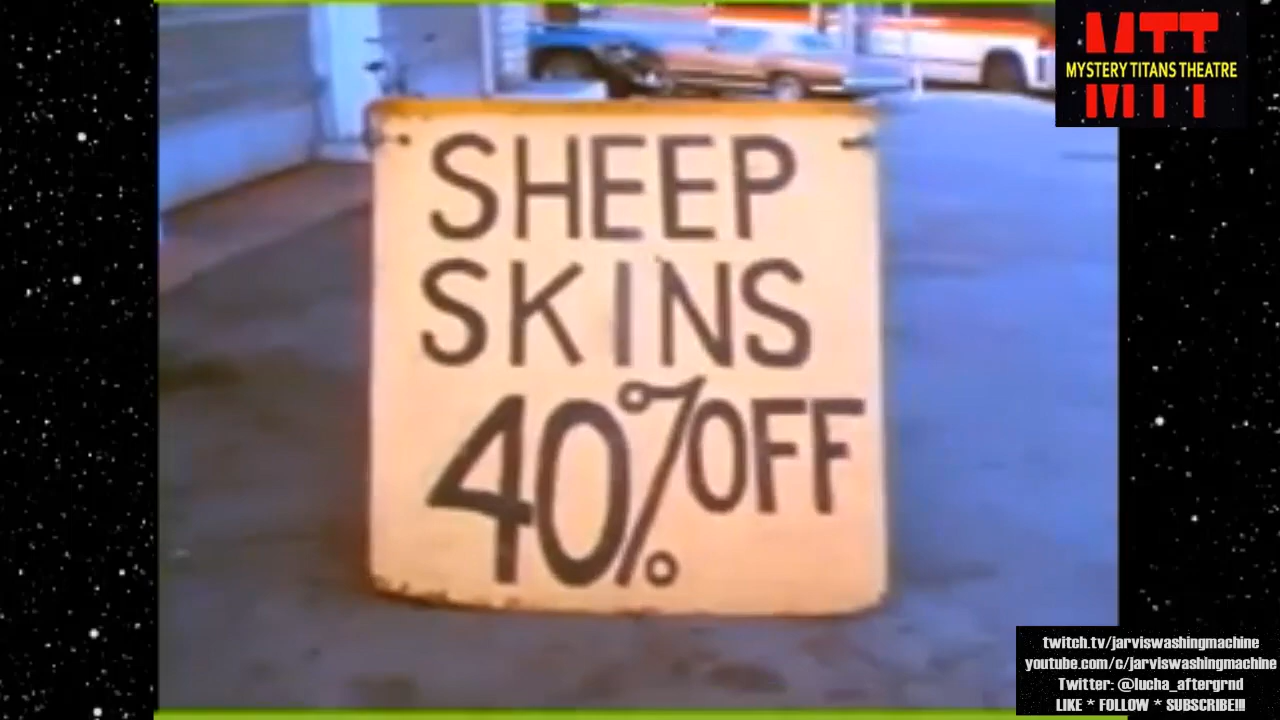 MTT
MYSTERY TITANS THEATRE
MTT
SHEEP
SKINS
40% OFF
twitch.tv/jarviswashingmachine
youtube.com/c/jarviswashingmachine
Twitter: @lucha_aftergrnd
LIKE * FOLLOW * SUBSCRIBE!!!